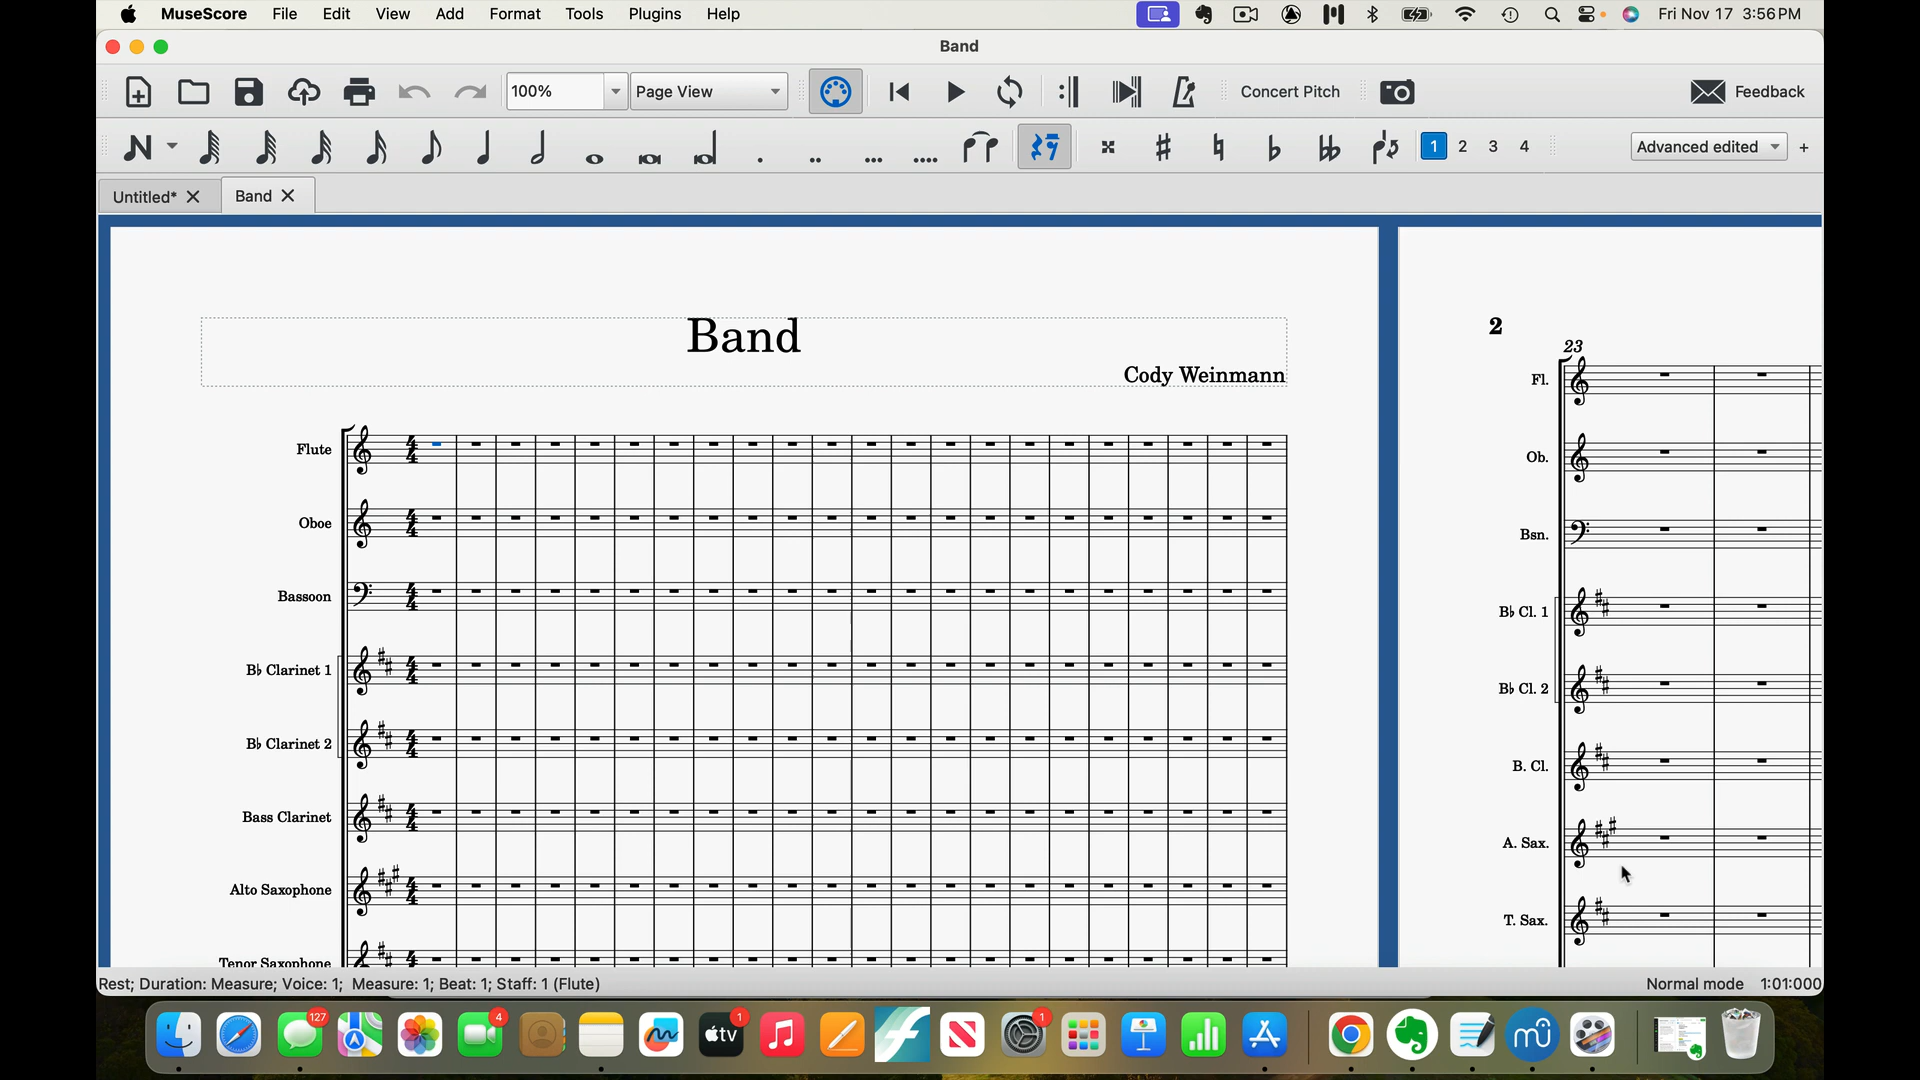 MuseScore File Edit View Add Format Tools Plugins Help Fri Nov 17 3:56 PM
Band
100% Page View Concert Pitch Feedback
1 2 3 4 Advanced edited +
Untitled* Band
Band
Cody Weinmann
Flute
Oboe
Bassoon
B♭ Clarinet 1
B♭ Clarinet 2
Bass Clarinet
Alto Saxophone
Tenor Saxophone
2
23
Fl.
Ob.
Bsn.
B♭ Cl. 1
B♭ Cl. 2
B. Cl.
A. Sax.
T. Sax.
Rest; Duration: Measure; Voice: 1; Measure: 1; Beat: 1; Staff: 1 (Flute) Normal mode 1:01:000
127 4 tv 1 1